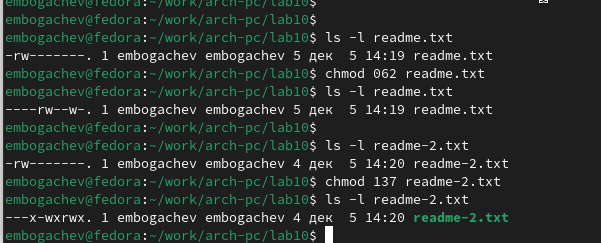 embogachev@fedora:~/work/arch-pc/lab10$
embogachev@fedora:~/work/arch-pc/lab10$
embogachev@fedora:~/work/arch-pc/lab10$ ls -l readme.txt
-rw-------. 1 embogachev embogachev 5 дек  5 14:19 readme.txt
embogachev@fedora:~/work/arch-pc/lab10$ chmod 062 readme.txt
embogachev@fedora:~/work/arch-pc/lab10$ ls -l readme.txt
----rw--w-. 1 embogachev embogachev 5 дек  5 14:19 readme.txt
embogachev@fedora:~/work/arch-pc/lab10$
embogachev@fedora:~/work/arch-pc/lab10$ ls -l readme-2.txt
-rw-------. 1 embogachev embogachev 4 дек  5 14:20 readme-2.txt
embogachev@fedora:~/work/arch-pc/lab10$ chmod 137 readme-2.txt
embogachev@fedora:~/work/arch-pc/lab10$ ls -l readme-2.txt
---x-wxrwx. 1 embogachev embogachev 4 дек  5 14:20 readme-2.txt
embogachev@fedora:~/work/arch-pc/lab10$